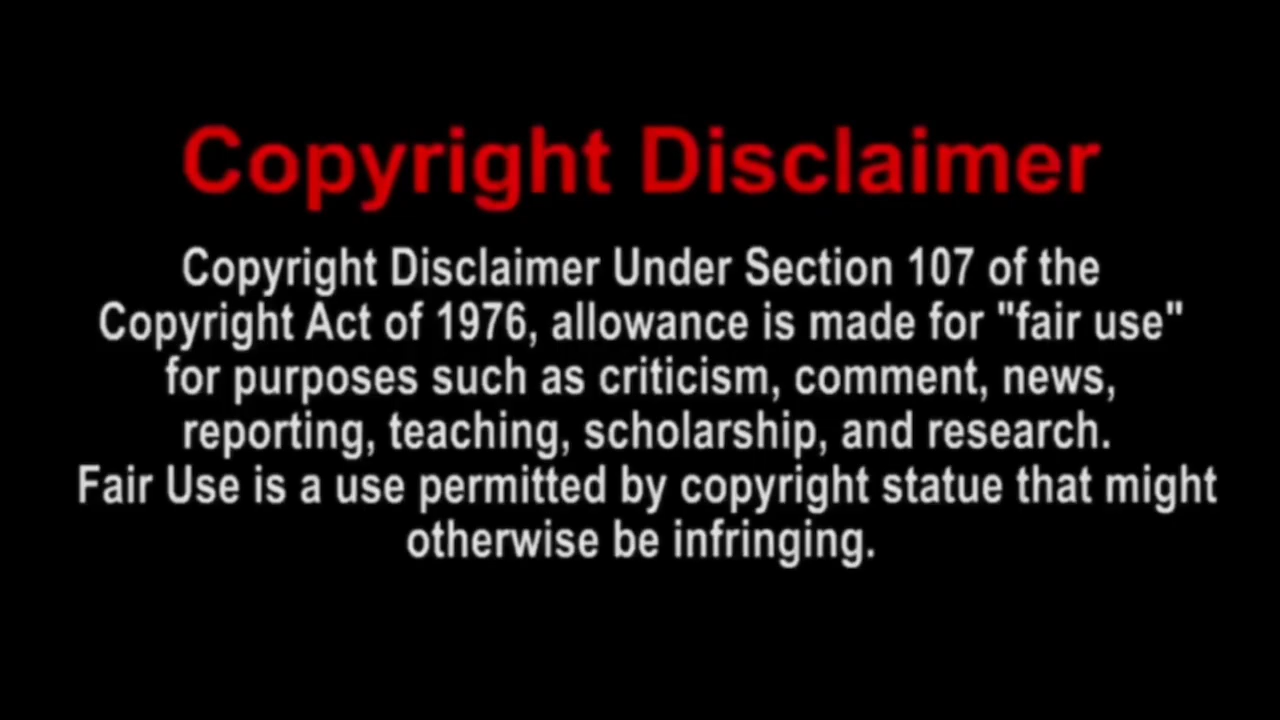 Copyright Disclaimer
Copyright Disclaimer Under Section 107 of the
Copyright Act of 1976, allowance is made for "fair use"
for purposes such as criticism, comment, news,
reporting, teaching, scholarship, and research.
Fair Use is a use permitted by copyright statue that might
otherwise be infringing.